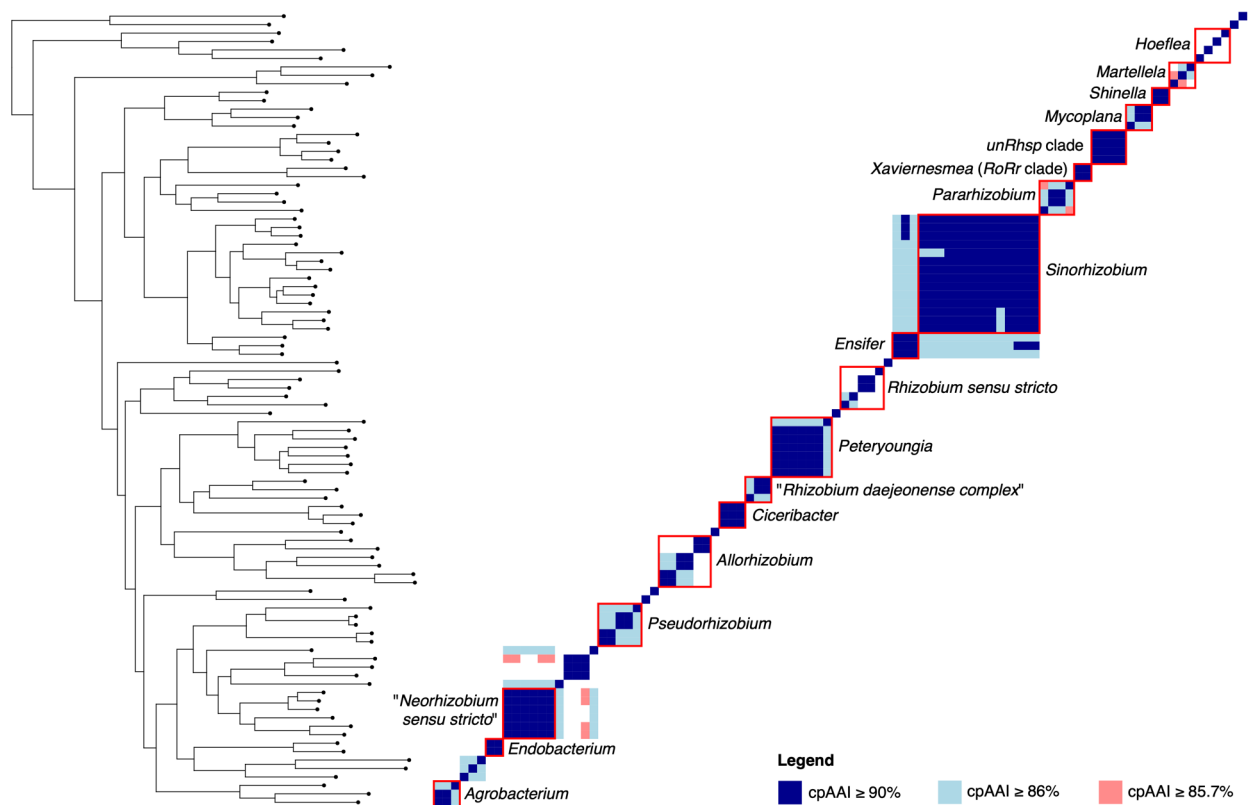 Hoeflea
Martellela
Shinella
Mycoplana
unRhsp clade
Xaviernesmea (RoRr clade)
Pararhizobium
Sinorhizobium
Ensifer
Rhizobium sensu stricto
Peteryoungia
"Rhizobium daejeonense complex"
Ciceribacter
Allorhizobium
Pseudorhizobium
"Neorhizobium
sensu stricto"
Endobacterium
Agrobacterium
Legend
cpAAI ≥ 90%
cpAAI ≥ 86%
cpAAI ≥ 85.7%